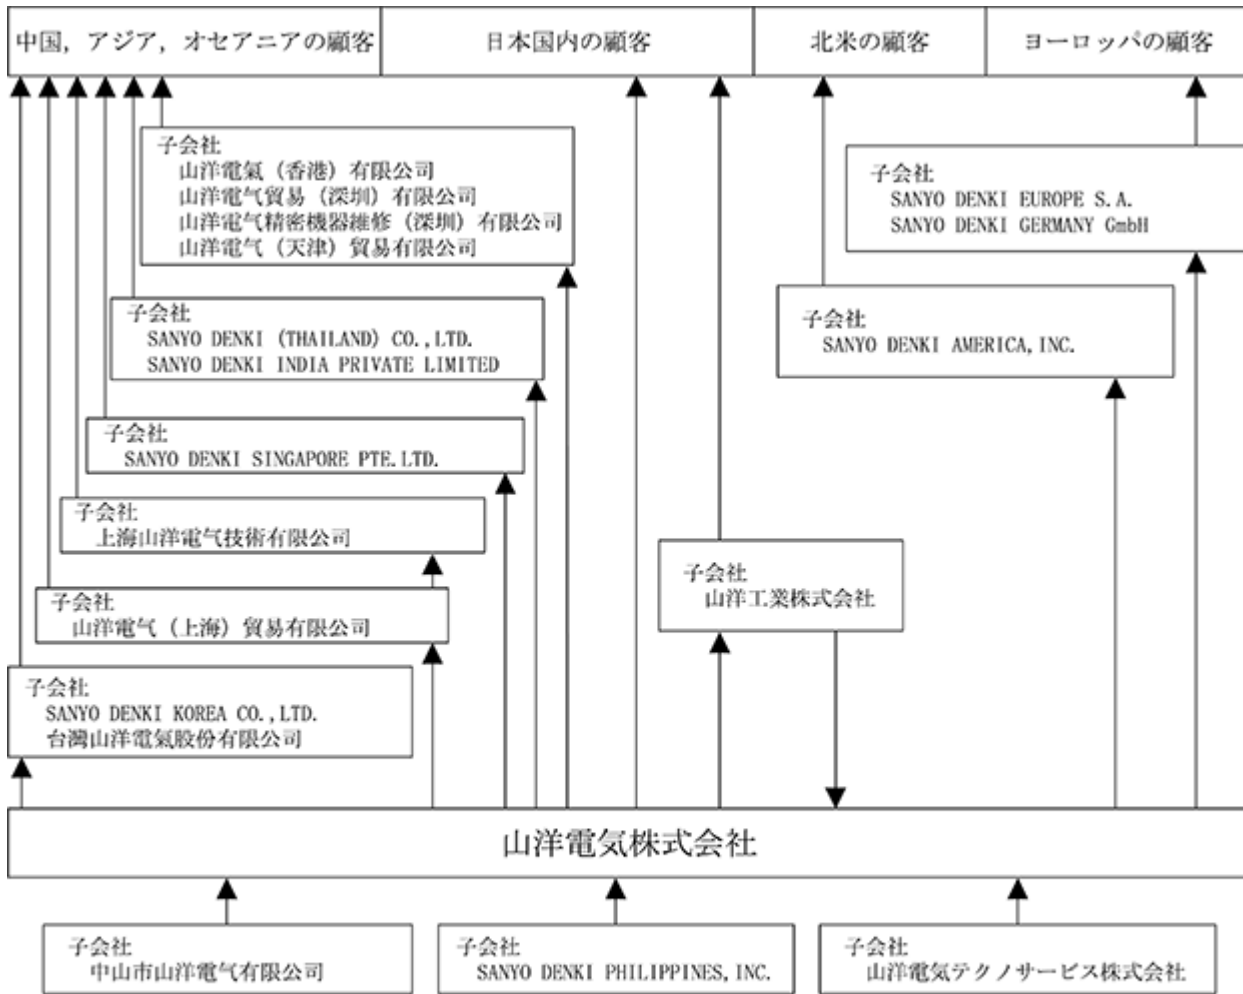 中国，アジア，オセアニアの顧客
日本国内の顧客
北米の顧客
ヨーロッパの顧客
子会社
山洋電氣（香港）有限公司
山洋电气貿易（深圳）有限公司
山洋电气精密機器維修（深圳）有限公司
山洋电气（天津）貿易有限公司
子会社
SANYO DENKI EUROPE S.A.
SANYO DENKI GERMANY GmbH
子会社
SANYO DENKI (THAILAND) CO.,LTD.
SANYO DENKI INDIA PRIVATE LIMITED
子会社
SANYO DENKI AMERICA,INC.
子会社
SANYO DENKI SINGAPORE PTE.LTD.
子会社
上海山洋電气技術有限公司
子会社
山洋工業株式会社
子会社
山洋電气（上海）貿易有限公司
子会社
SANYO DENKI KOREA CO.,LTD.
台灣山洋電氣股份有限公司
山洋電気株式会社
子会社
中山市山洋電气有限公司
子会社
SANYO DENKI PHILIPPINES,INC.
子会社
山洋電気テクノサービス株式会社